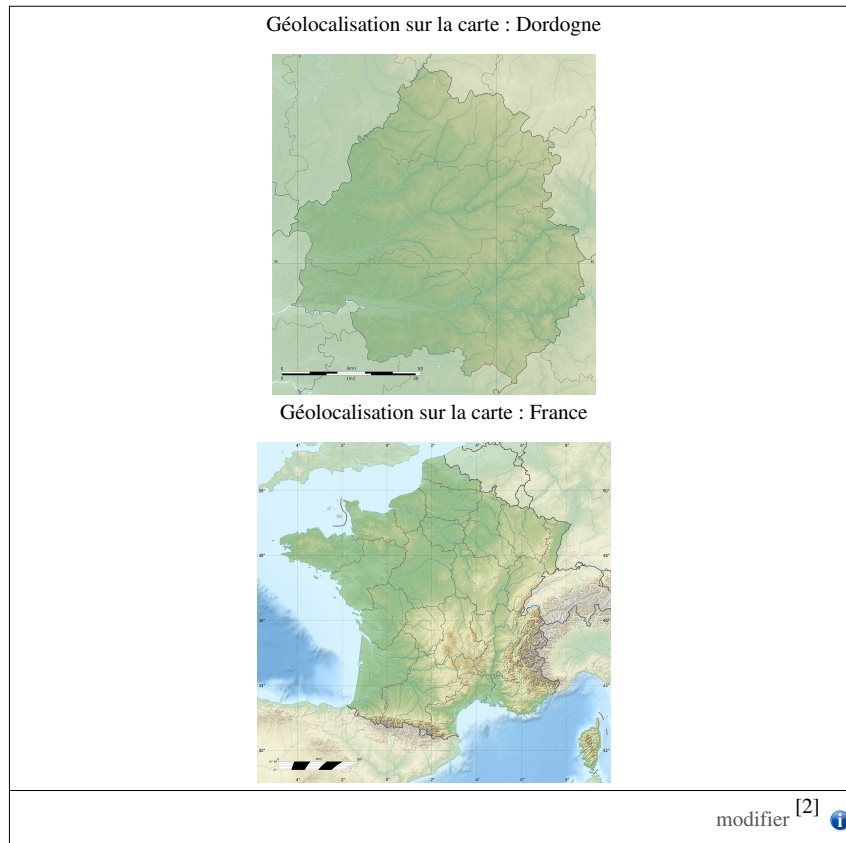 Géolocalisation sur la carte : Dordogne
Géolocalisation sur la carte : France
modifier [2]